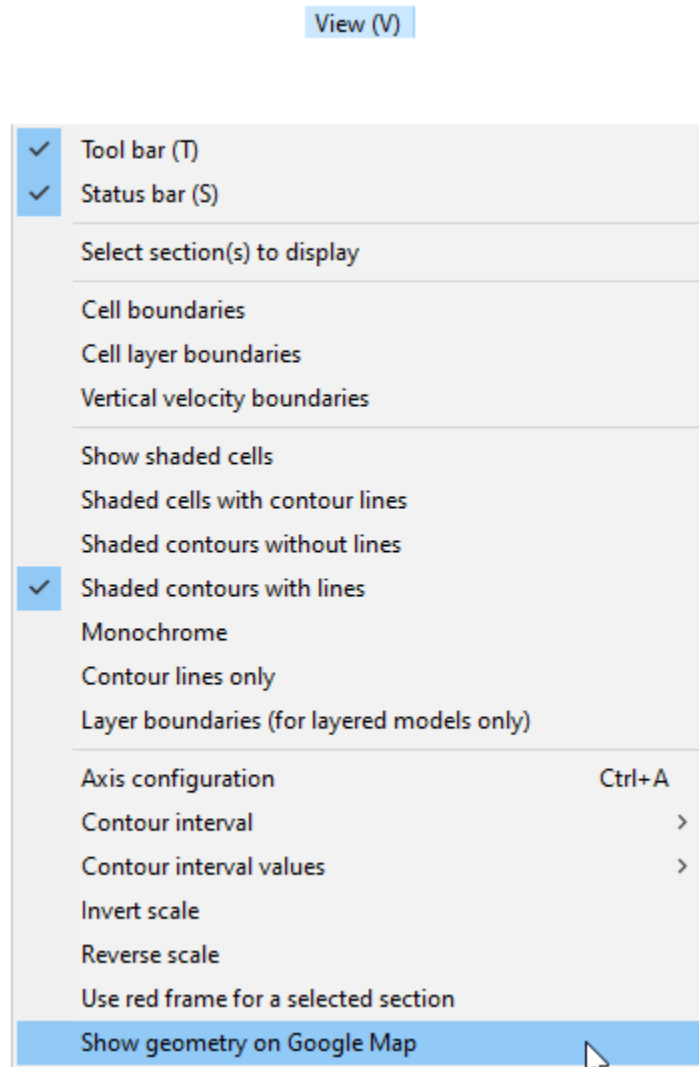 View (V)
Tool bar (T)
Status bar (S)
Select section(s) to display
Cell boundaries
Cell layer boundaries
Vertical velocity boundaries
Show shaded cells
Shaded cells with contour lines
Shaded contours without lines
Shaded contours with lines
Monochrome
Contour lines only
Layer boundaries (for layered models only)
Axis configuration Ctrl+A
Contour interval
Contour interval values
Invert scale
Reverse scale
Use red frame for a selected section
Show geometry on Google Map